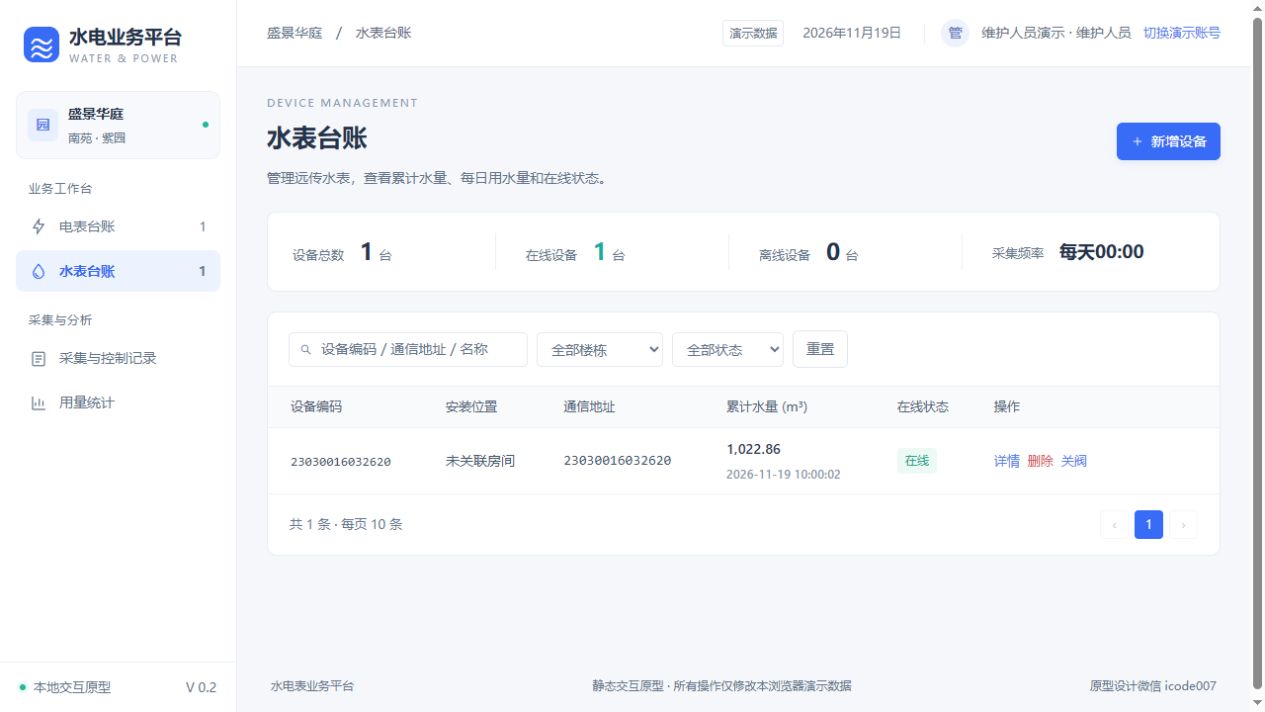 水电业务平台
WATER & POWER
园
盛景华庭
南苑 · 紫园
业务工作台
电表台账 1
水表台账 1
采集与分析
采集与控制记录
用量统计
本地交互原型 V 0.2
盛景华庭 / 水表台账
演示数据 2026年11月19日 管 维护人员演示 · 维护人员 切换演示账号
DEVICE MANAGEMENT
水表台账
+ 新增设备
管理远传水表，查看累计水量、每日用水量和在线状态。
设备总数 1 台 在线设备 1 台 离线设备 0 台 采集频率 每天00:00
设备编码 / 通信地址 / 名称 全部楼栋 全部状态 重置
设备编码 安装位置 通信地址 累计水量 (m³) 在线状态 操作
23030016032620 未关联房间 23030016032620 1,022.86 在线 详情 删除 关阀
2026-11-19 10:00:02
共 1 条 · 每页 10 条 ‹ 1 ›
水电表业务平台 静态交互原型 · 所有操作仅修改本浏览器演示数据 原型设计微信 icode007